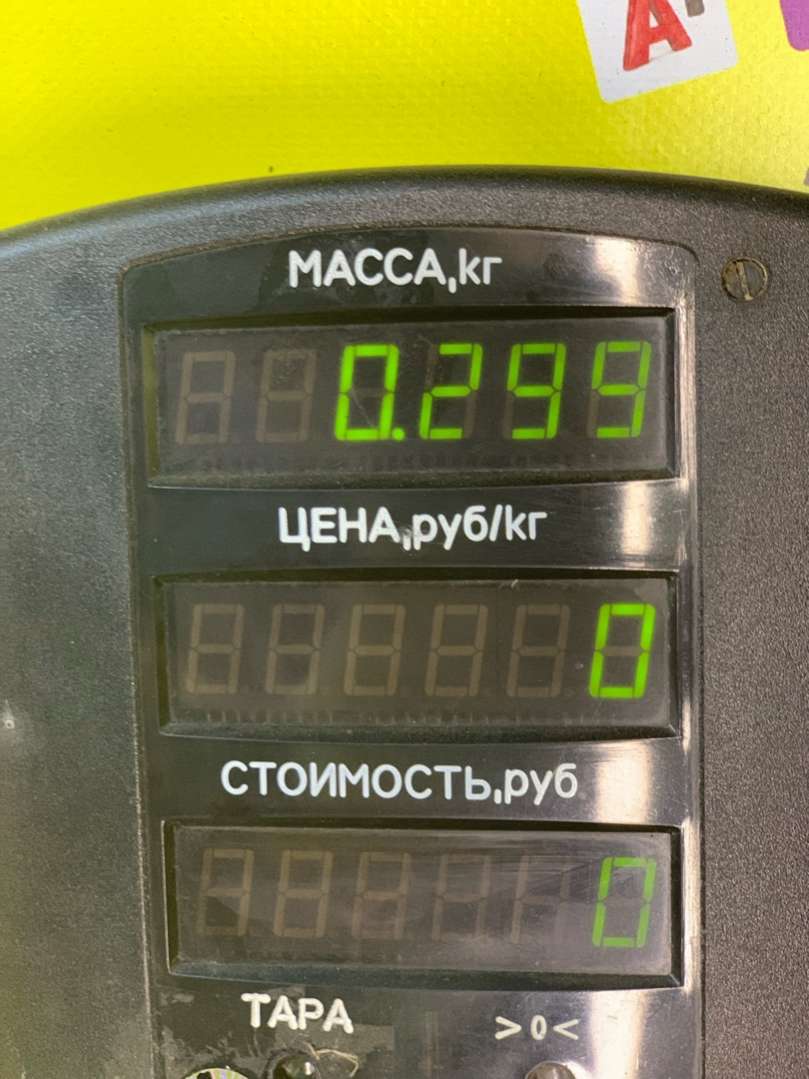 А
МАССА,кг
0.299
ЦЕНА,руб/кг
0
СТОИМОСТЬ,руб
0
ТАРА >0<